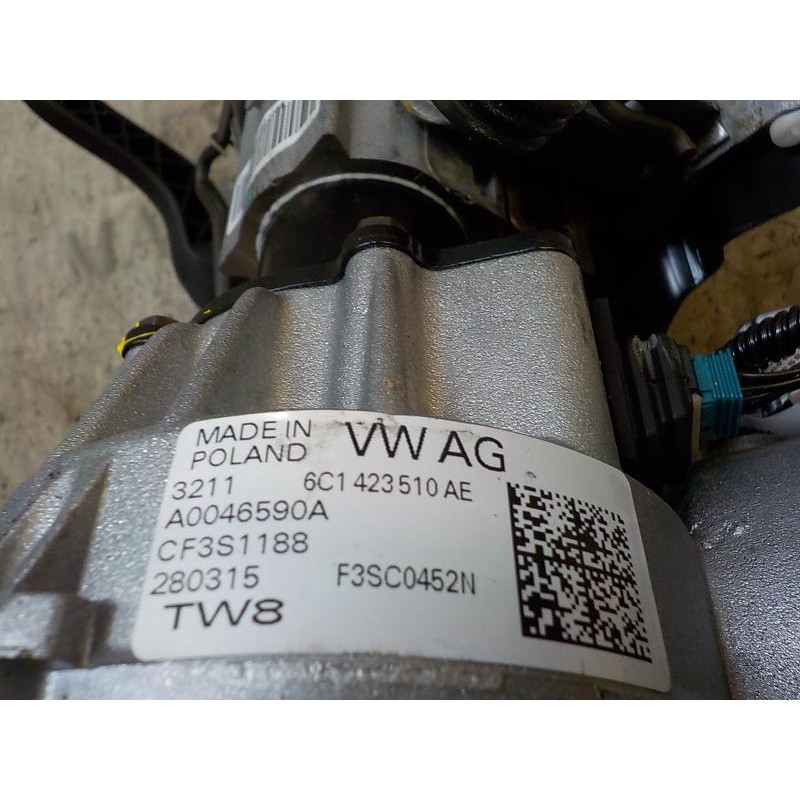 MADE IN VW AG
POLAND
3211 6C1 423 510 AE
A0046590A
CF3S1188
280315 F3SC0452N
TW8